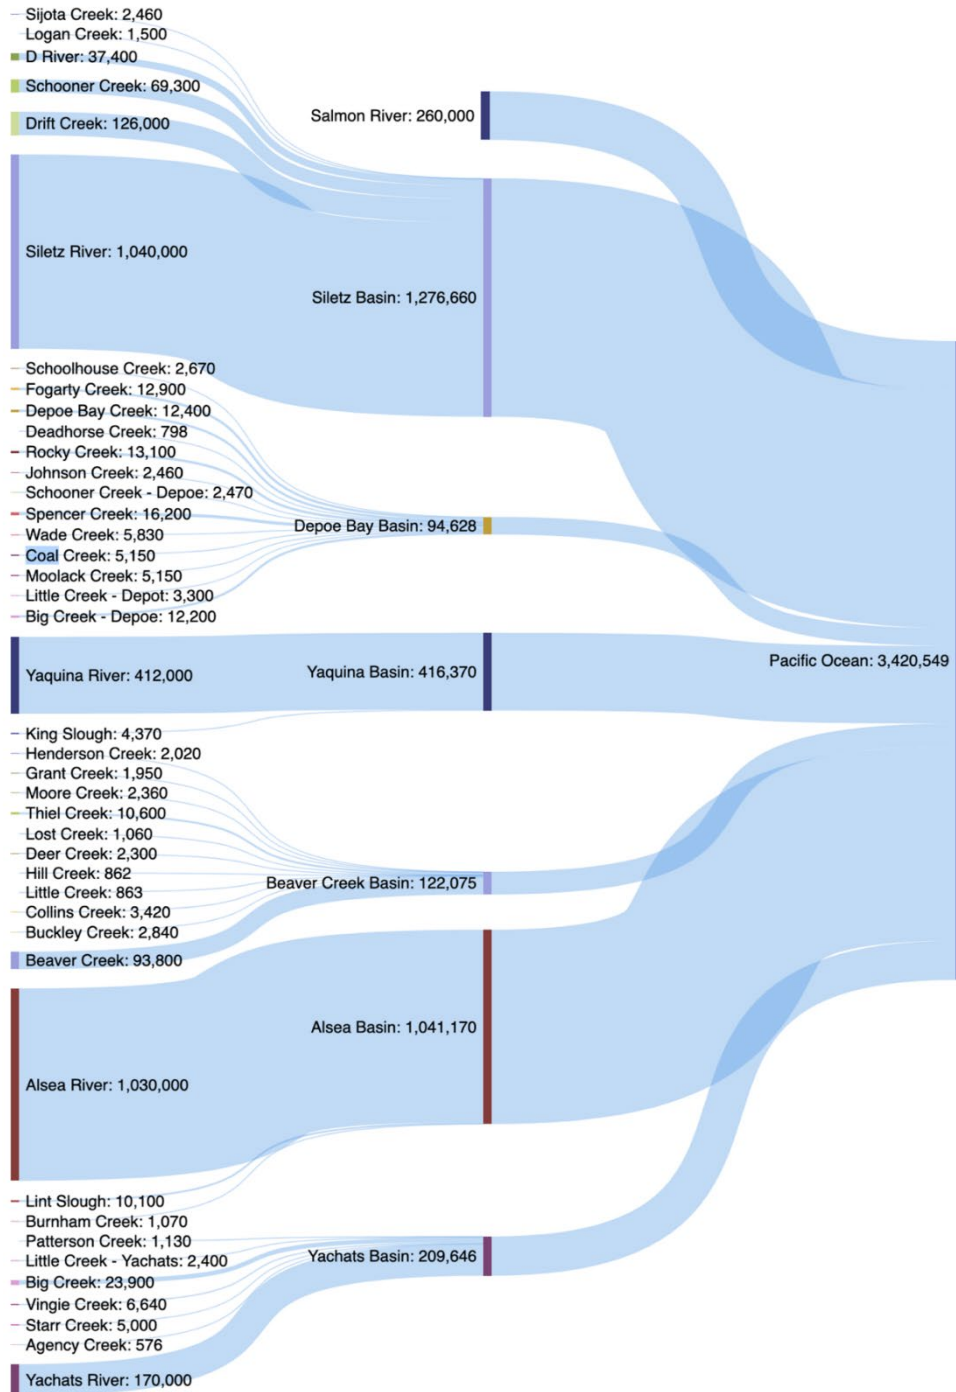 Sijota Creek: 2,460
Logan Creek: 1,500
D River: 37,400
Schooner Creek: 69,300
Drift Creek: 126,000
Siletz River: 1,040,000
Schoolhouse Creek: 2,670
Fogarty Creek: 12,900
Depoe Bay Creek: 12,400
Deadhorse Creek: 798
Rocky Creek: 13,100
Johnson Creek: 2,460
Schooner Creek - Depoe: 2,470
Spencer Creek: 16,200
Wade Creek: 5,830
Coal Creek: 5,150
Moolack Creek: 5,150
Little Creek - Depot: 3,300
Big Creek - Depoe: 12,200
Yaquina River: 412,000
King Slough: 4,370
Henderson Creek: 2,020
Grant Creek: 1,950
Moore Creek: 2,360
Thiel Creek: 10,600
Lost Creek: 1,060
Deer Creek: 2,300
Hill Creek: 862
Little Creek: 863
Collins Creek: 3,420
Buckley Creek: 2,840
Beaver Creek: 93,800
Alsea River: 1,030,000
Lint Slough: 10,100
Burnham Creek: 1,070
Patterson Creek: 1,130
Little Creek - Yachats: 2,400
Big Creek: 23,900
Vingie Creek: 6,640
Starr Creek: 5,000
Agency Creek: 576
Yachats River: 170,000
Salmon River: 260,000
Siletz Basin: 1,276,660
Depoe Bay Basin: 94,628
Yaquina Basin: 416,370
Beaver Creek Basin: 122,075
Alsea Basin: 1,041,170
Yachats Basin: 209,646
Pacific Ocean: 3,420,549